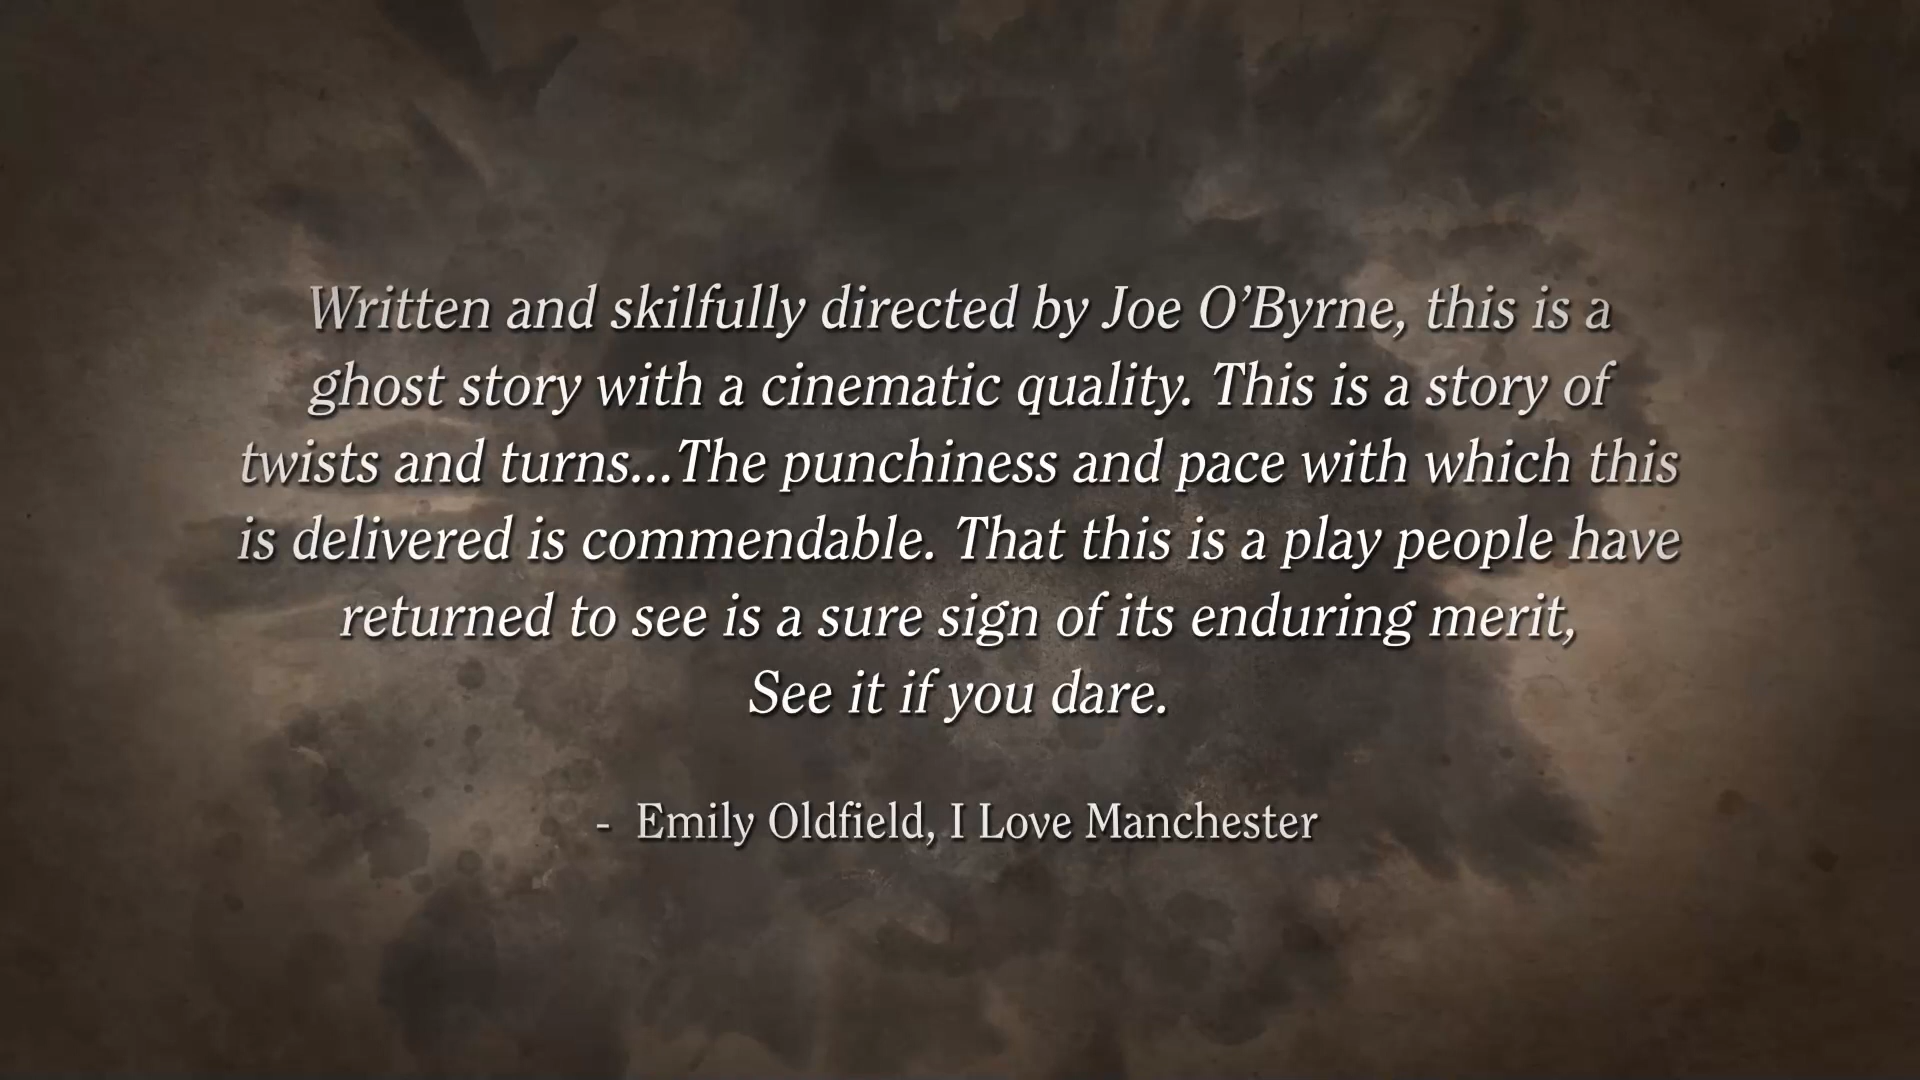 Written and skilfully directed by Joe O’Byrne, this is a
ghost story with a cinematic quality. This is a story of
twists and turns...The punchiness and pace with which this
is delivered is commendable. That this is a play people have
returned to see is a sure sign of its enduring merit,
See it if you dare.
- Emily Oldfield, I Love Manchester